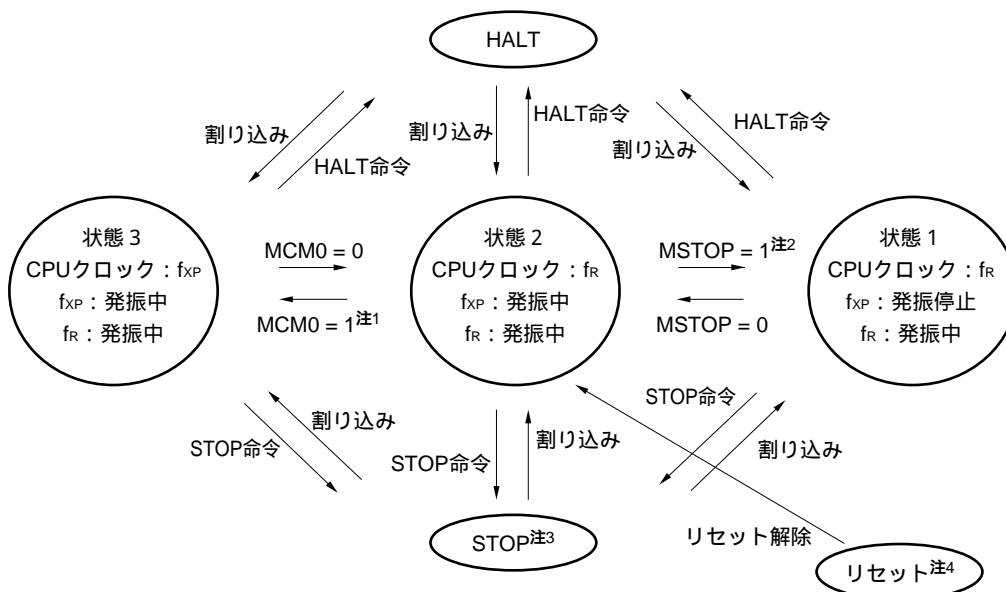 HALT
割り込み
HALT命令
割り込み
HALT命令
割り込み
HALT命令
状態3
CPUクロック：fXP
fXP：発振中
fR：発振中
MCM0 = 0
MCM0 = 1注1
状態2
CPUクロック：fR
fXP：発振中
fR：発振中
MSTOP = 1注2
MSTOP = 0
状態1
CPUクロック：fR
fXP：発振停止
fR：発振中
STOP命令
割り込み
STOP命令
割り込み
STOP命令
割り込み
STOP注3
リセット解除
リセット注4